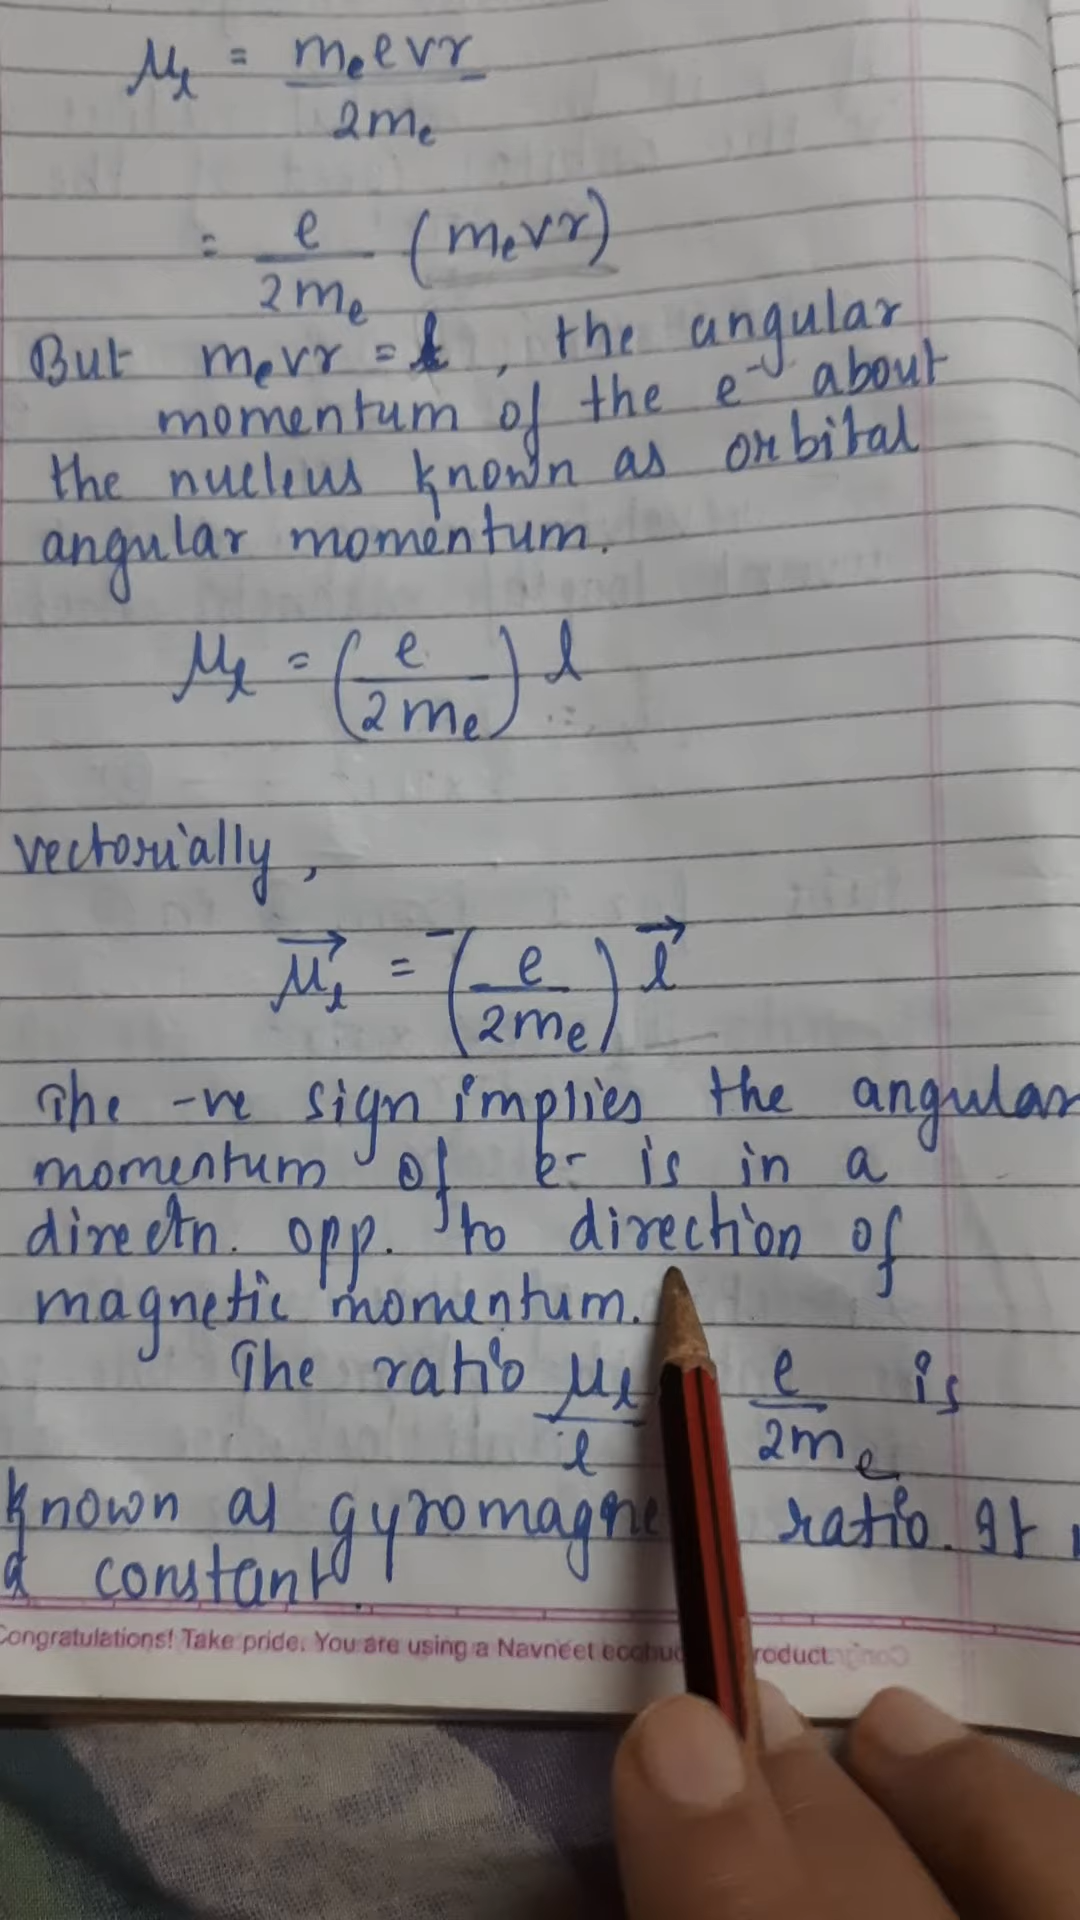 μₗ = mₑevr / 2mₑ
= e / 2mₑ (mₑvr)
But mₑvr = l, the angular
momentum of the e⁻ about
the nucleus known as orbital
angular momentum.
μₗ = (e / 2mₑ) l
vectorially,
μₗ⃗ = -(e / 2mₑ) l⃗
The -ve sign implies the angular
momentum of e⁻ is in a
directn. opp. to direction of
magnetic momentum.
The ratio μₗ / l e / 2mₑ is
known as gyromagne ratio. It
a constant.
Congratulations! Take pride. You are using a Navneet